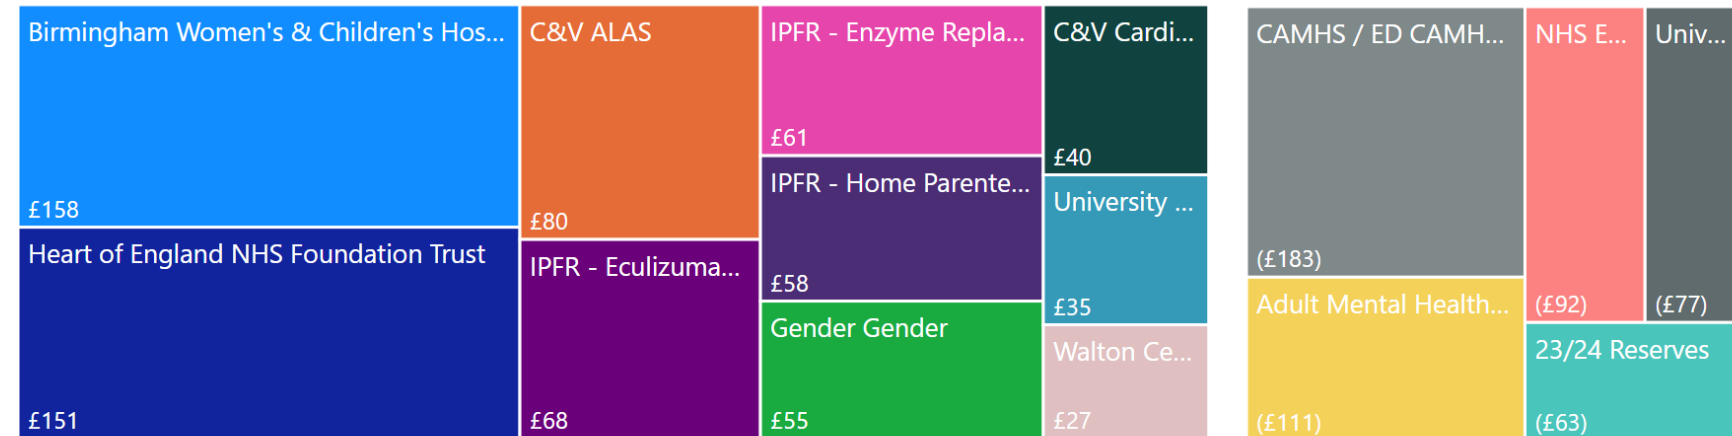 Birmingham Women's & Children's Hos...
£158
Heart of England NHS Foundation Trust
£151
C&V ALAS
£80
IPFR - Eculizuma...
£68
IPFR - Enzyme Repla...
£61
IPFR - Home Parente...
£58
Gender Gender
£55
C&V Cardi...
£40
University ...
£35
Walton Ce...
£27
CAMHS / ED CAMH...
(£183)
Adult Mental Health...
(£111)
NHS E...
(£92)
Univ...
(£77)
23/24 Reserves
(£63)